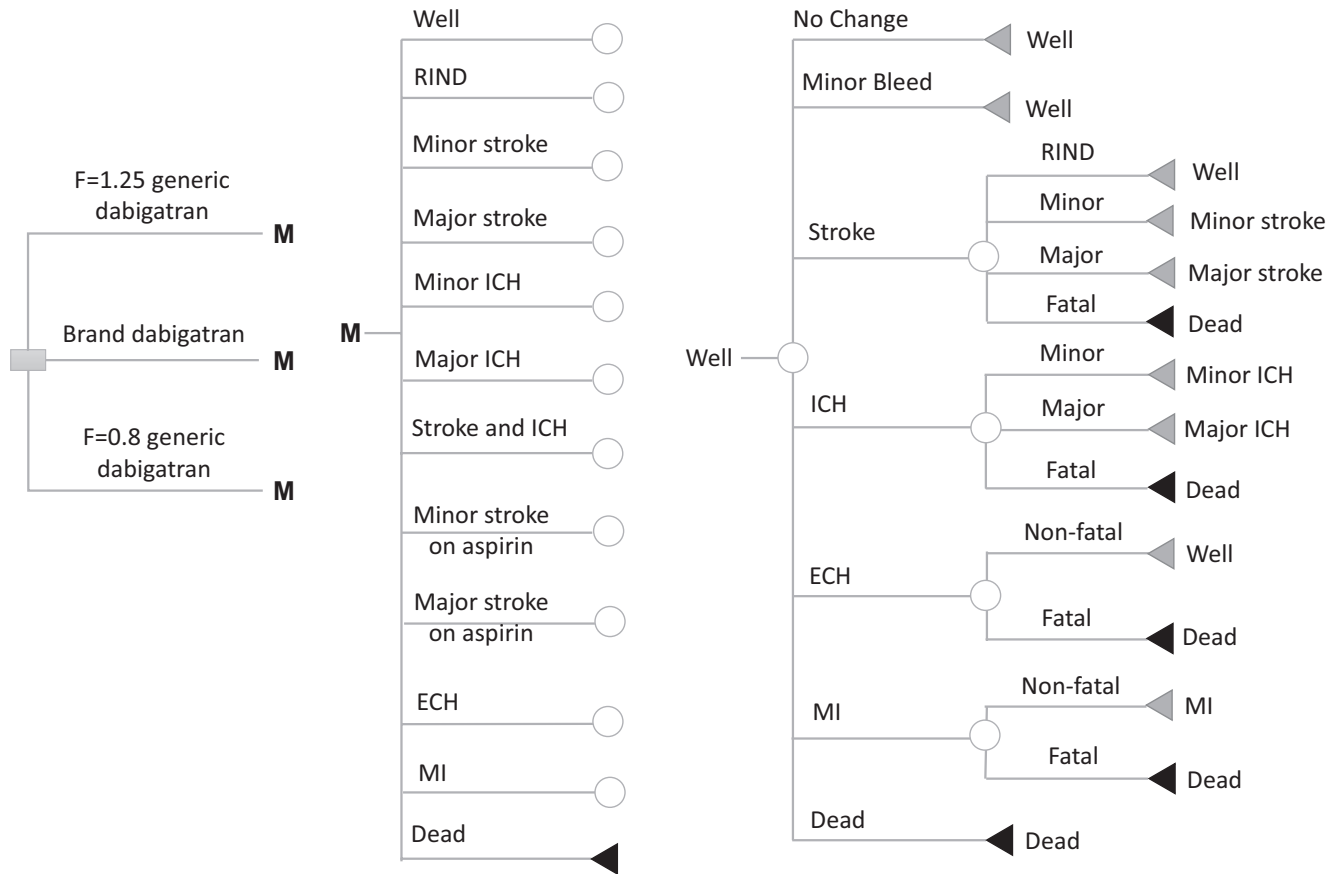 F=1.25 generic
dabigatran
M
Brand dabigatran
M
F=0.8 generic
dabigatran
M
M
Well
RIND
Minor stroke
Major stroke
Minor ICH
Major ICH
Stroke and ICH
Minor stroke
on aspirin
Major stroke
on aspirin
ECH
MI
Dead
Well
No Change
Well
Minor Bleed
Well
Stroke
RIND
Well
Minor
Minor stroke
Major
Major stroke
Fatal
Dead
ICH
Minor
Minor ICH
Major
Major ICH
Fatal
Dead
ECH
Non-fatal
Well
Fatal
Dead
MI
Non-fatal
MI
Fatal
Dead
Dead
Dead